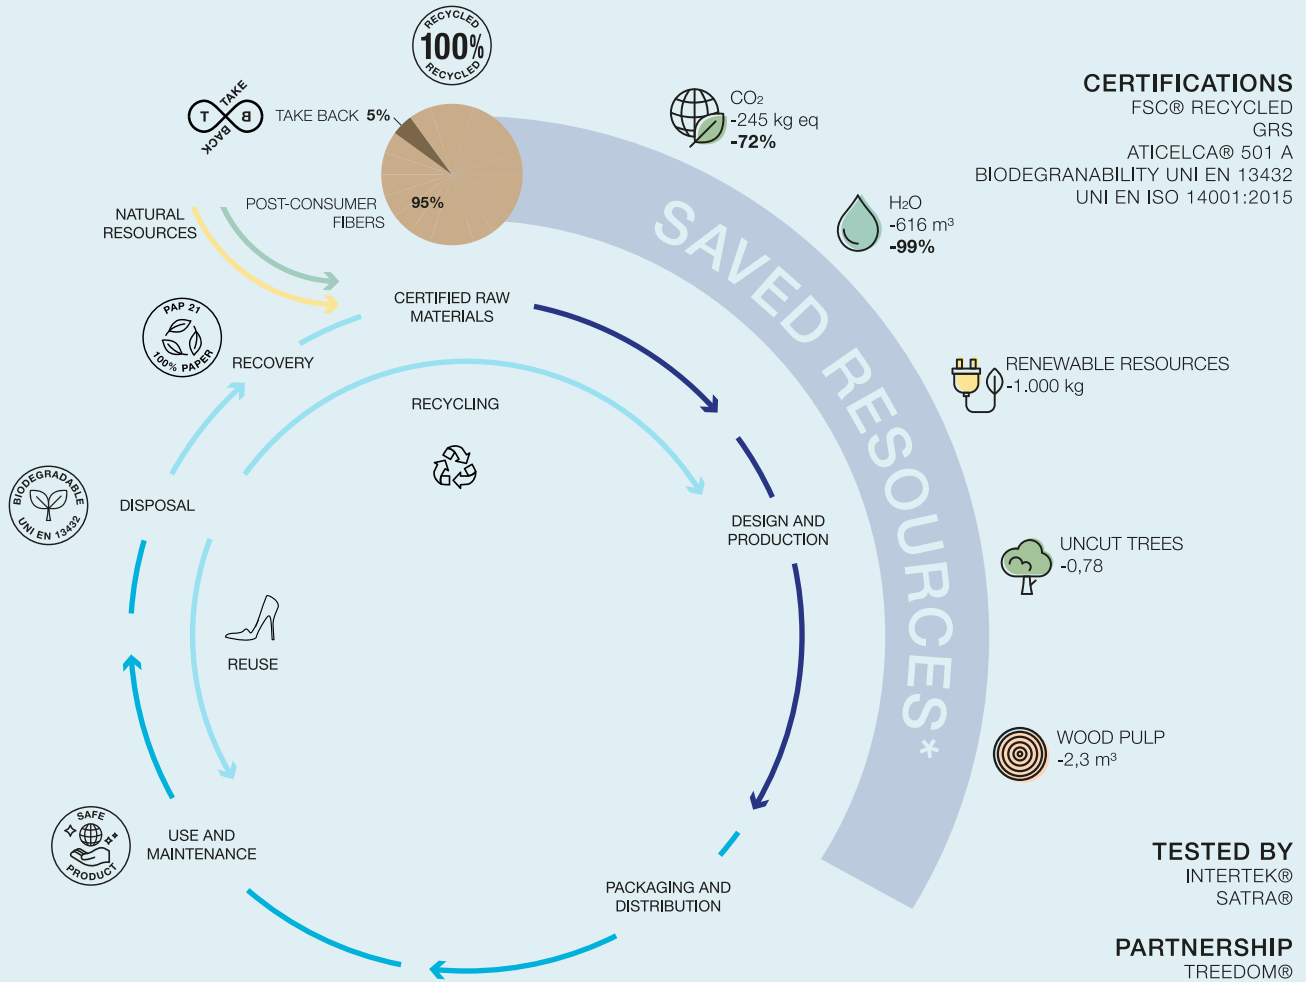 RECYCLED
100%
RECYCLED
TAKE
T B
BACK
TAKE BACK 5%
POST-CONSUMER
FIBERS
95%
NATURAL
RESOURCES
CO₂
-245 kg eq
-72%
H₂O
-616 m³
-99%
CERTIFICATIONS
FSC® RECYCLED
GRS
ATICELCA® 501 A
BIODEGRANABILITY UNI EN 13432
UNI EN ISO 14001:2015
SAVED RESOURCES*
CERTIFIED RAW
MATERIALS
PAP 21
100% PAPER
RECOVERY
RECYCLING
RENEWABLE RESOURCES
-1.000 kg
BIODEGRADABLE
UNI EN 13432
DISPOSAL
DESIGN AND
PRODUCTION
UNCUT TREES
-0,78
REUSE
WOOD PULP
-2,3 m³
SAFE
PRODUCT
USE AND
MAINTENANCE
PACKAGING AND
DISTRIBUTION
TESTED BY
INTERTEK®
SATRA®
PARTNERSHIP
TREEDOM®